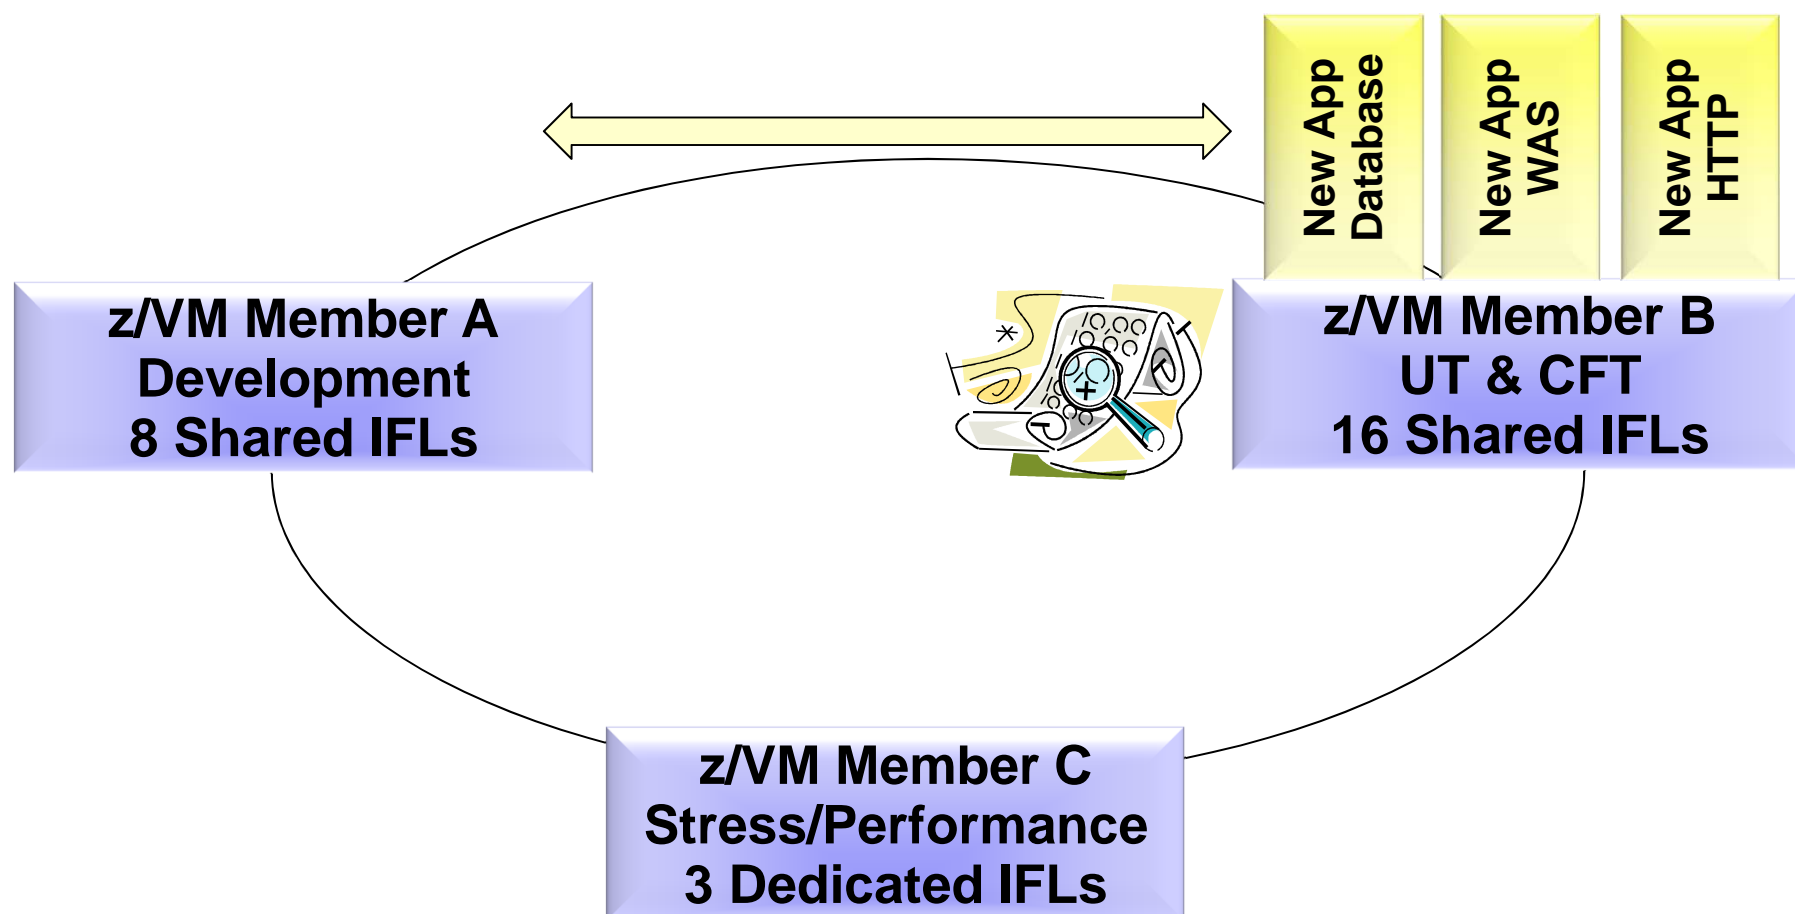 New App
Database
New App
WAS
New App
HTTP
z/VM Member A
Development
8 Shared IFLs
z/VM Member B
UT & CFT
16 Shared IFLs
z/VM Member C
Stress/Performance
3 Dedicated IFLs